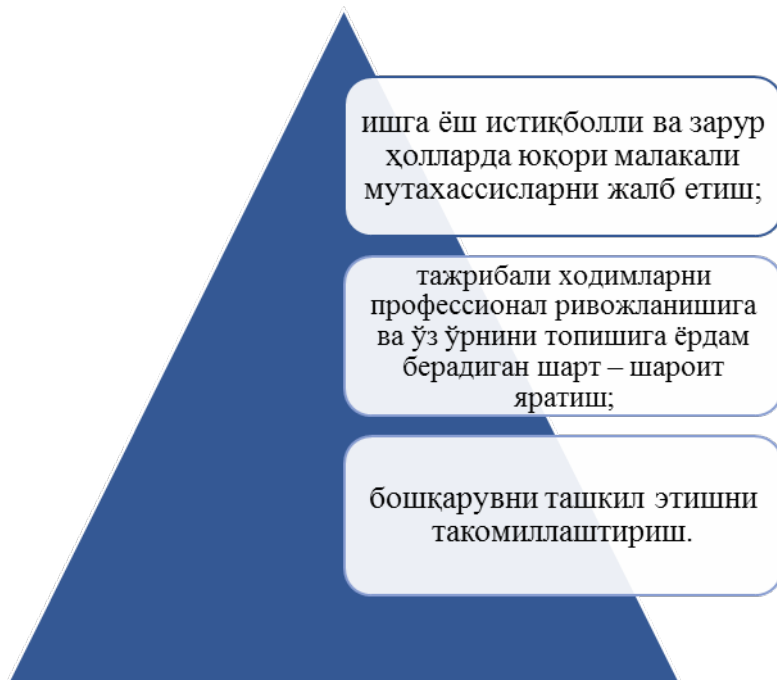 ишга ёш истиқболли ва зарур
ҳолларда юқори малакали
мутахассисларни жалб етиш;
тажрибали ходимларни
профессионал ривожланишига
ва ўз ўрнини топишига ёрдам
берадиган шарт – шароит
яратиш;
бошқарувни ташкил этишни
такомиллаштириш.